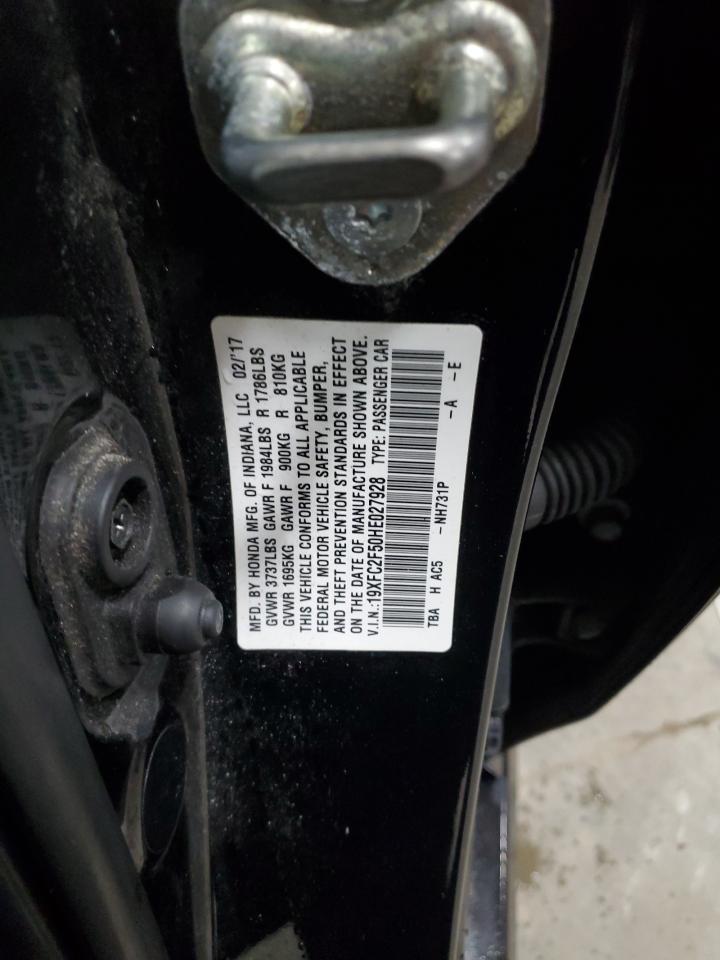 MFD. BY HONDA MFG. OF INDIANA, LLC 02/'17
GVWR 3737LBS GAWR F 1984LBS R 1786LBS
GVWR 1695KG GAWR F 900KG R 810KG
THIS VEHICLE CONFORMS TO ALL APPLICABLE
FEDERAL MOTOR VEHICLE SAFETY, BUMPER,
AND THEFT PREVENTION STANDARDS IN EFFECT
ON THE DATE OF MANUFACTURE SHOWN ABOVE.
V.I.N.:19XFC2F50HE027928 TYPE: PASSENGER CAR
TBA H AC5 -NH731P -A -E